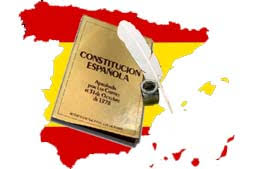 CONSTITUCION
ESPAÑOLA
Aprobada
por las Cortes
el 31 de Octubre
de 1978